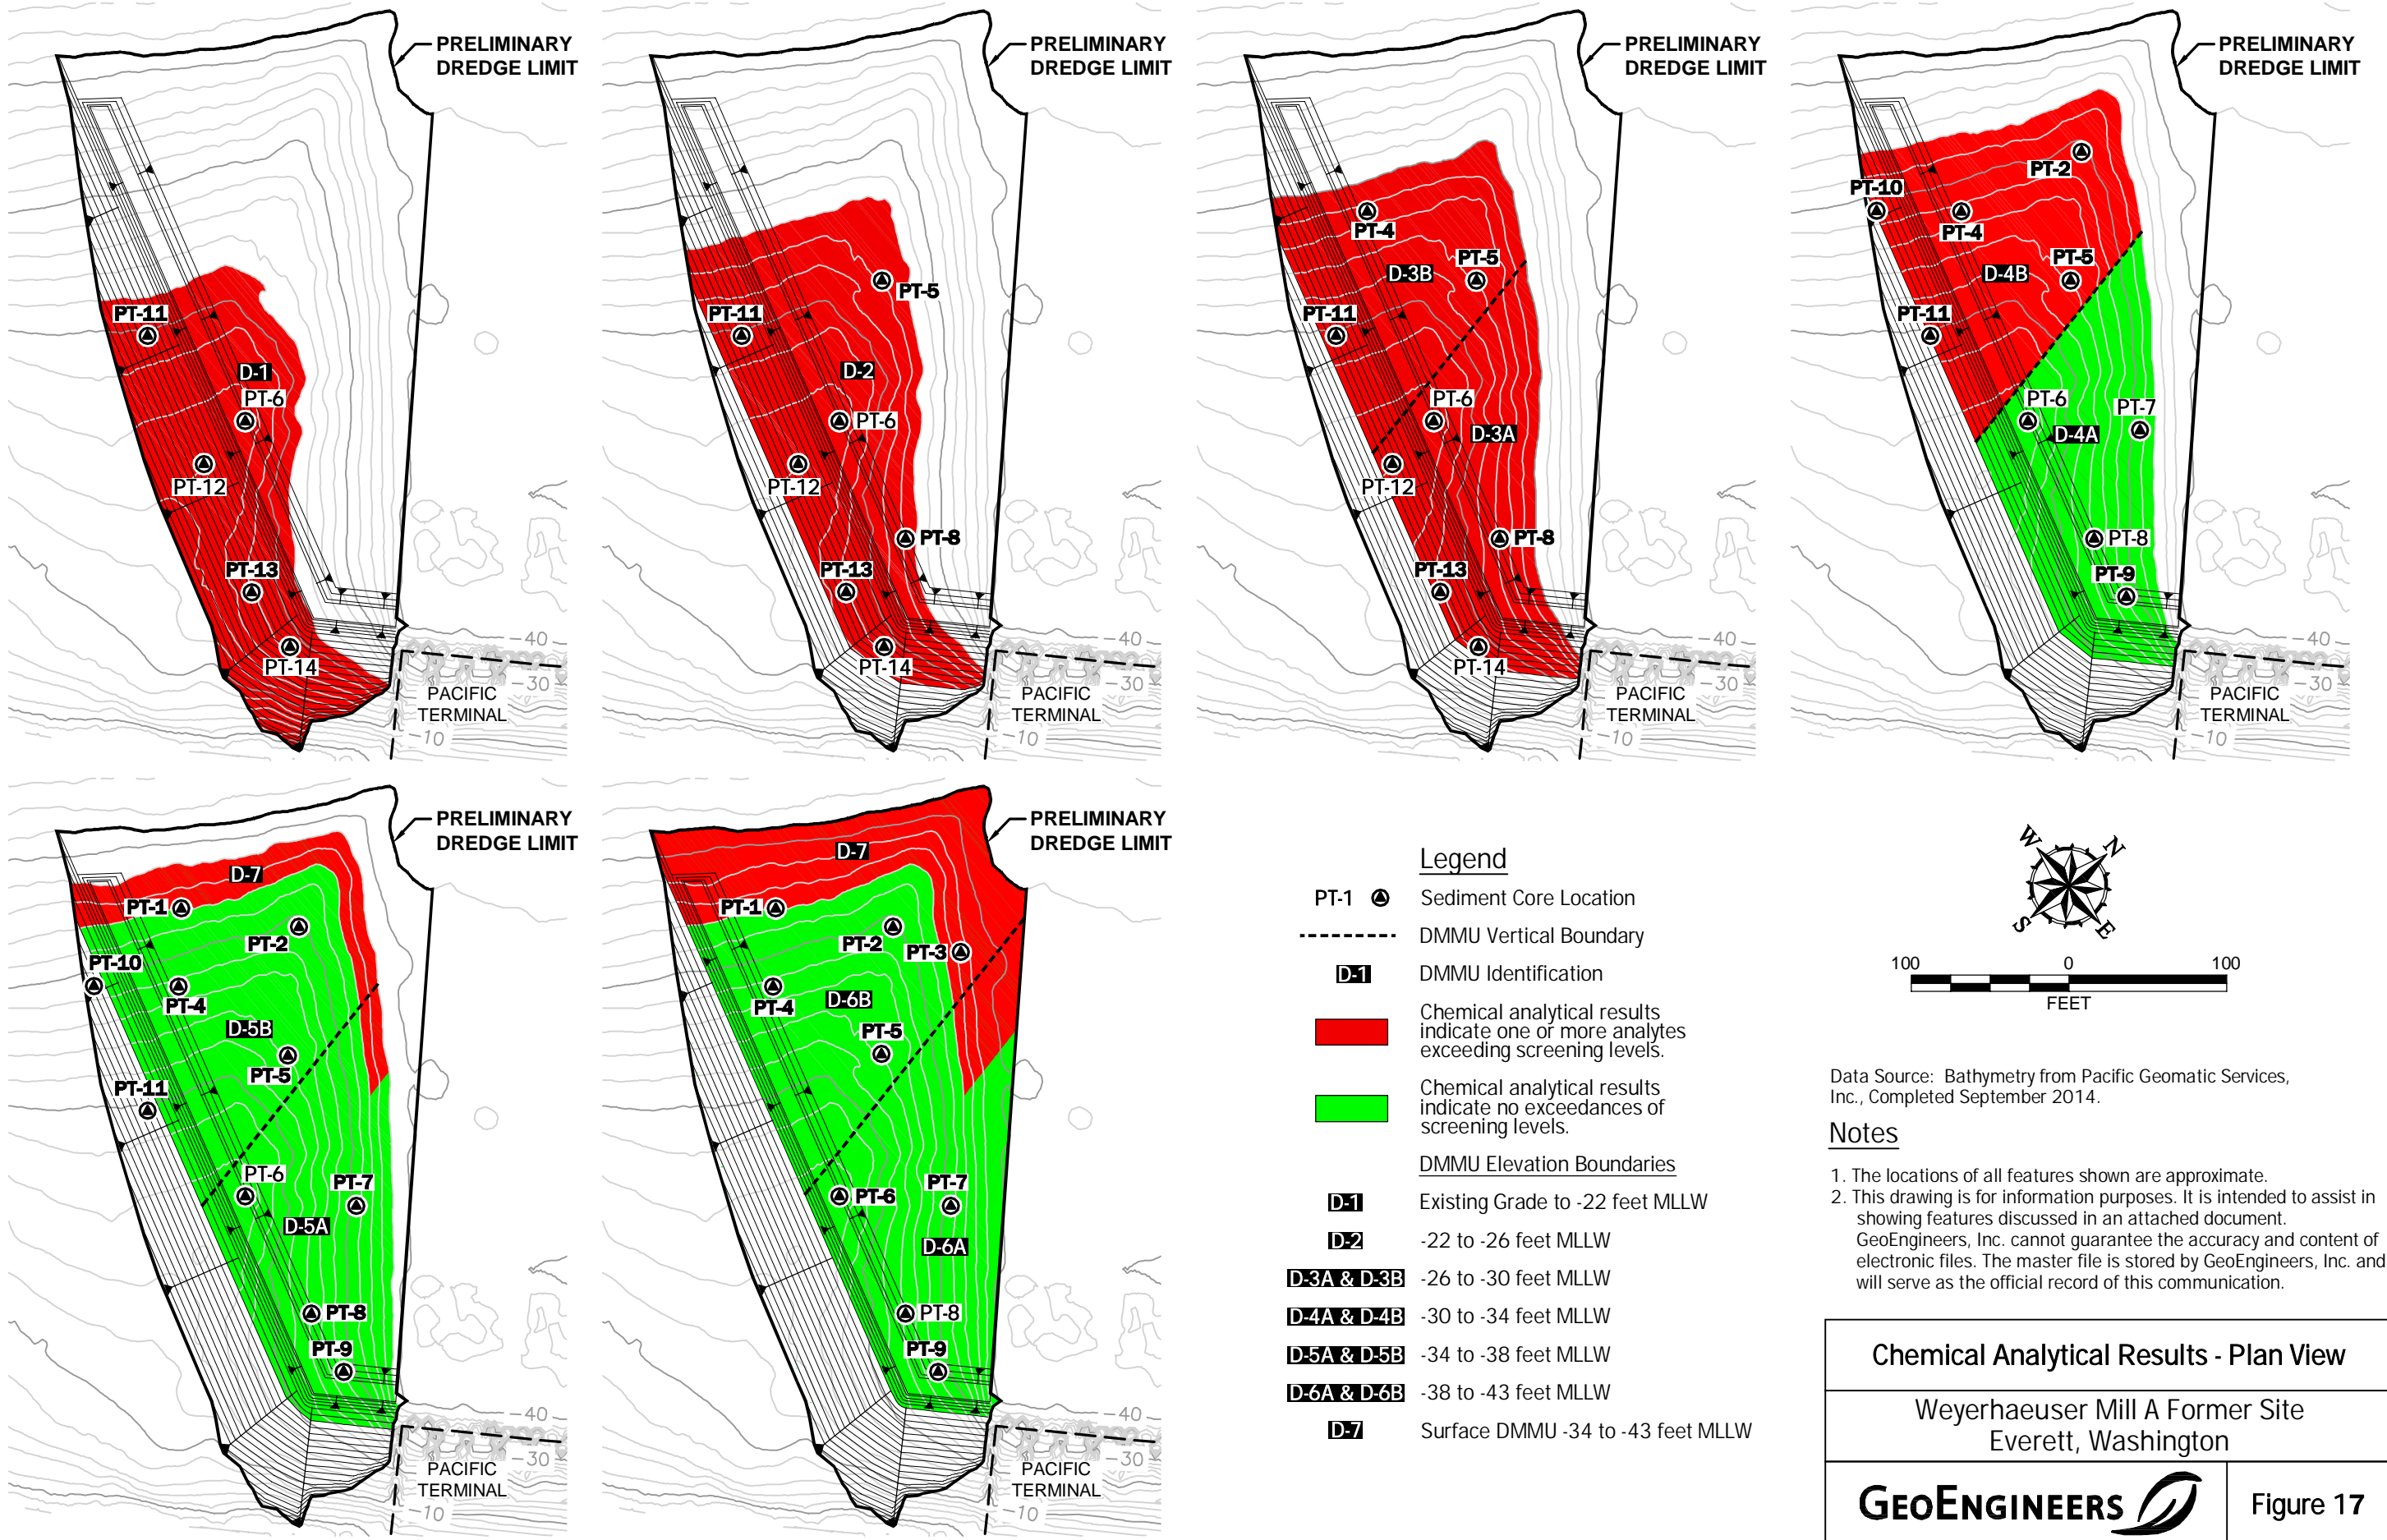 PRELIMINARY
DREDGE LIMIT
PT-11
D-1
PT-6
PT-12
PT-13
PT-14
-40
-30
PACIFIC
TERMINAL
-10
PRELIMINARY
DREDGE LIMIT
PT-5
PT-11
D-2
PT-6
PT-12
PT-8
PT-13
PT-14
-40
-30
PACIFIC
TERMINAL
-10
PRELIMINARY
DREDGE LIMIT
PT-4
PT-5
D-3B
PT-11
PT-6
D-3A
PT-12
PT-8
PT-13
PT-14
-40
-30
PACIFIC
TERMINAL
-10
PRELIMINARY
DREDGE LIMIT
PT-2
PT-10
PT-4
PT-5
D-4B
PT-11
PT-6
PT-7
D-4A
PT-8
PT-9
-40
-30
PACIFIC
TERMINAL
-10
PRELIMINARY
DREDGE LIMIT
D-7
PT-1
PT-2
PT-10
PT-4
D-5B
PT-5
PT-11
PT-6
PT-7
D-5A
PT-8
PT-9
-40
-30
PACIFIC
TERMINAL
-10
PRELIMINARY
DREDGE LIMIT
D-7
PT-1
PT-2
PT-3
PT-4
D-6B
PT-5
PT-6
PT-7
D-6A
PT-8
PT-9
-40
-30
PACIFIC
TERMINAL
-10
Legend
PT-1 Sediment Core Location
DMMU Vertical Boundary
D-1 DMMU Identification
Chemical analytical results
indicate one or more analytes
exceeding screening levels.
Chemical analytical results
indicate no exceedances of
screening levels.
DMMU Elevation Boundaries
D-1 Existing Grade to -22 feet MLLW
D-2 -22 to -26 feet MLLW
D-3A & D-3B -26 to -30 feet MLLW
D-4A & D-4B -30 to -34 feet MLLW
D-5A & D-5B -34 to -38 feet MLLW
D-6A & D-6B -38 to -43 feet MLLW
D-7 Surface DMMU -34 to -43 feet MLLW
W N
S E
100 0 100
FEET
Data Source: Bathymetry from Pacific Geomatic Services,
Inc., Completed September 2014.
Notes
1. The locations of all features shown are approximate.
2. This drawing is for information purposes. It is intended to assist in
showing features discussed in an attached document.
GeoEngineers, Inc. cannot guarantee the accuracy and content of
electronic files. The master file is stored by GeoEngineers, Inc. and
will serve as the official record of this communication.
Chemical Analytical Results - Plan View
Weyerhaeuser Mill A Former Site
Everett, Washington
GEOENGINEERS
Figure 17